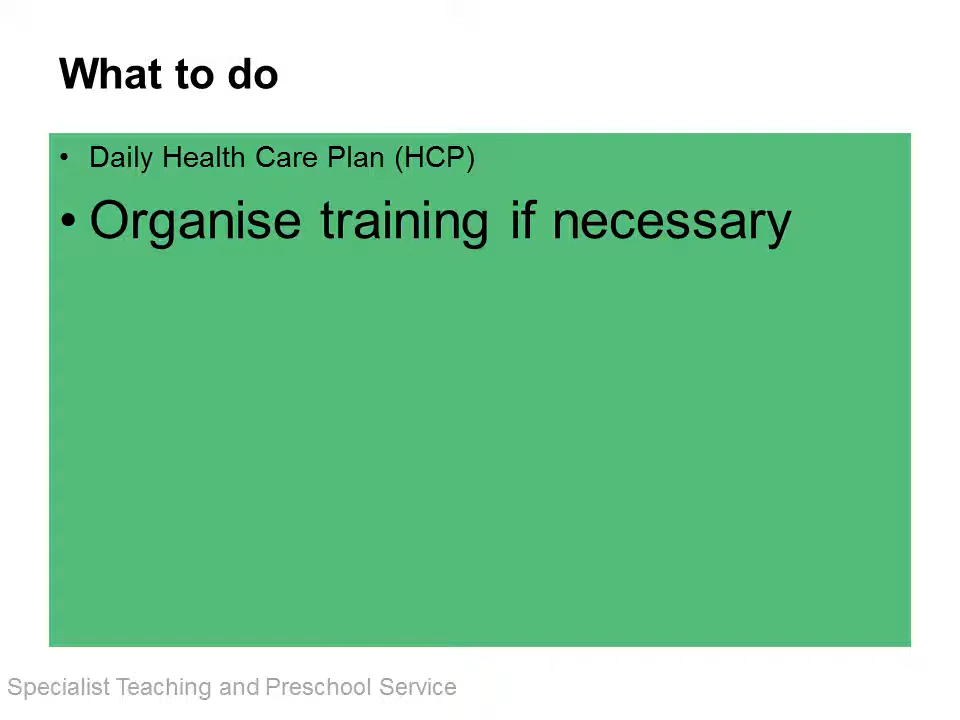 What to do
• Daily Health Care Plan (HCP)
• Organise training if necessary
Specialist Teaching and Preschool Service